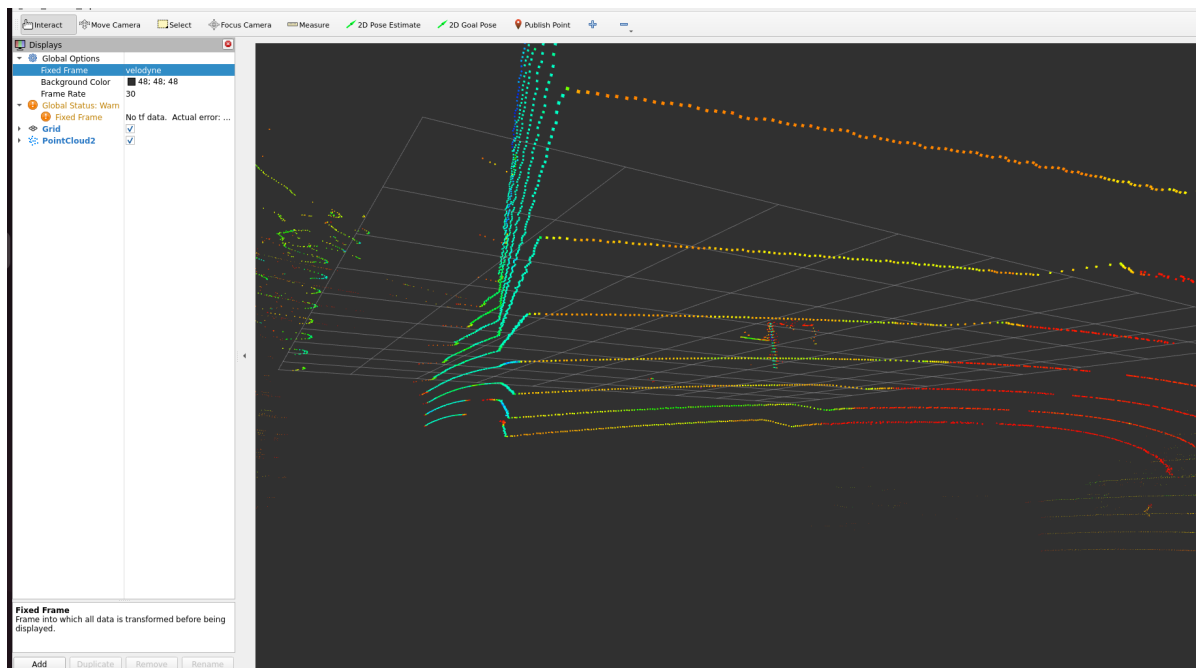 Interact Move Camera Select Focus Camera Measure 2D Pose Estimate 2D Goal Pose Publish Point
Displays
Global Options
Fixed Frame velodyne
Background Color 48; 48; 48
Frame Rate 30
Global Status: Warn
Fixed Frame No tf data. Actual error: ...
Grid
PointCloud2
Fixed Frame
Frame into which all data is transformed before being
displayed.
Add Duplicate Remove Rename